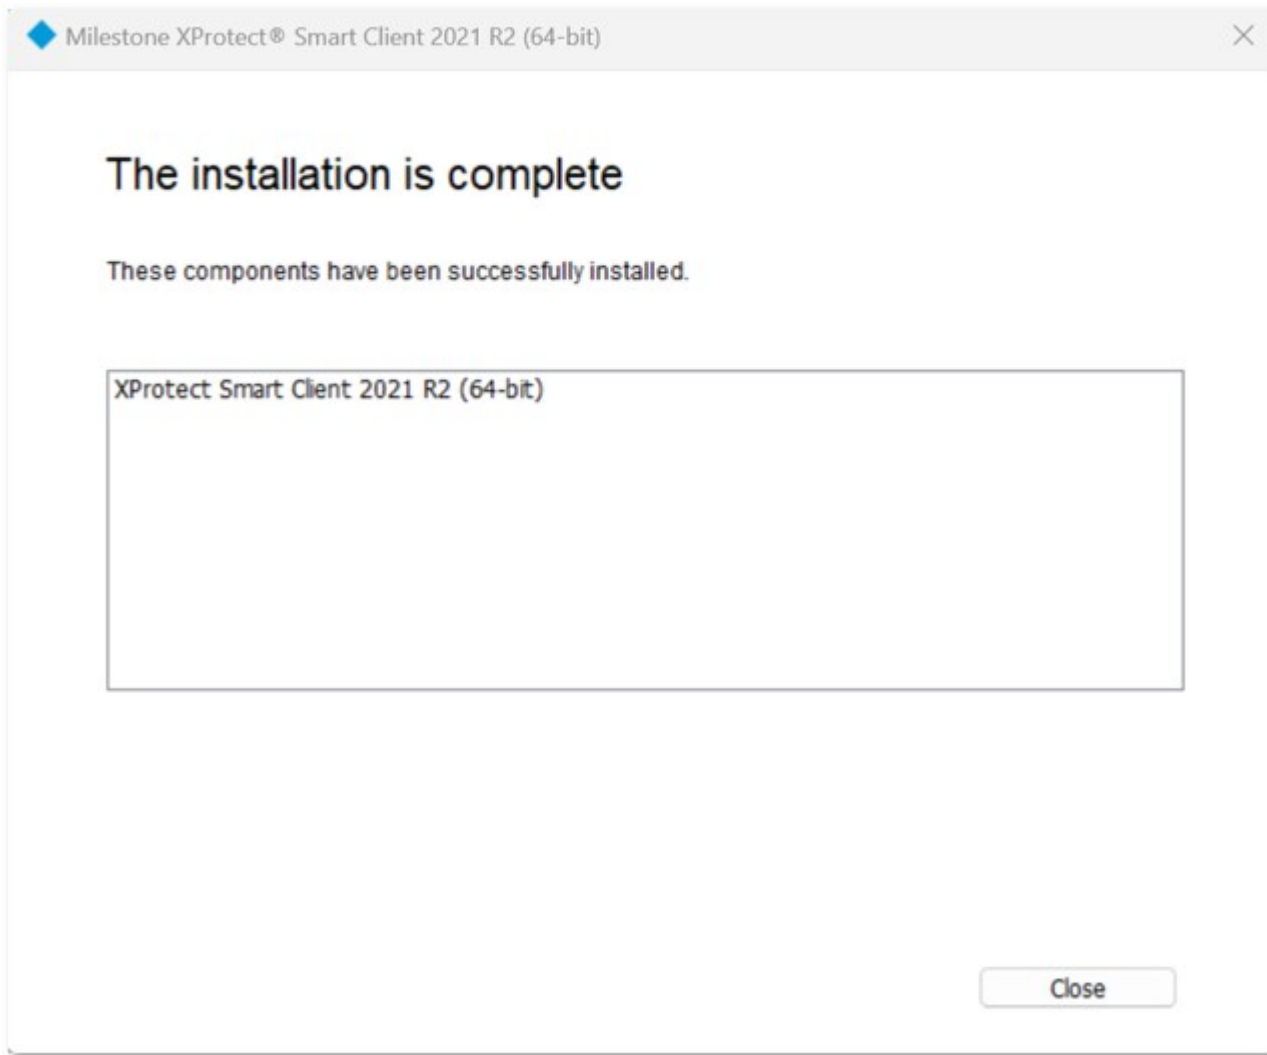 Milestone XProtect® Smart Client 2021 R2 (64-bit)
The installation is complete
These components have been successfully installed.
XProtect Smart Client 2021 R2 (64-bit)
Close